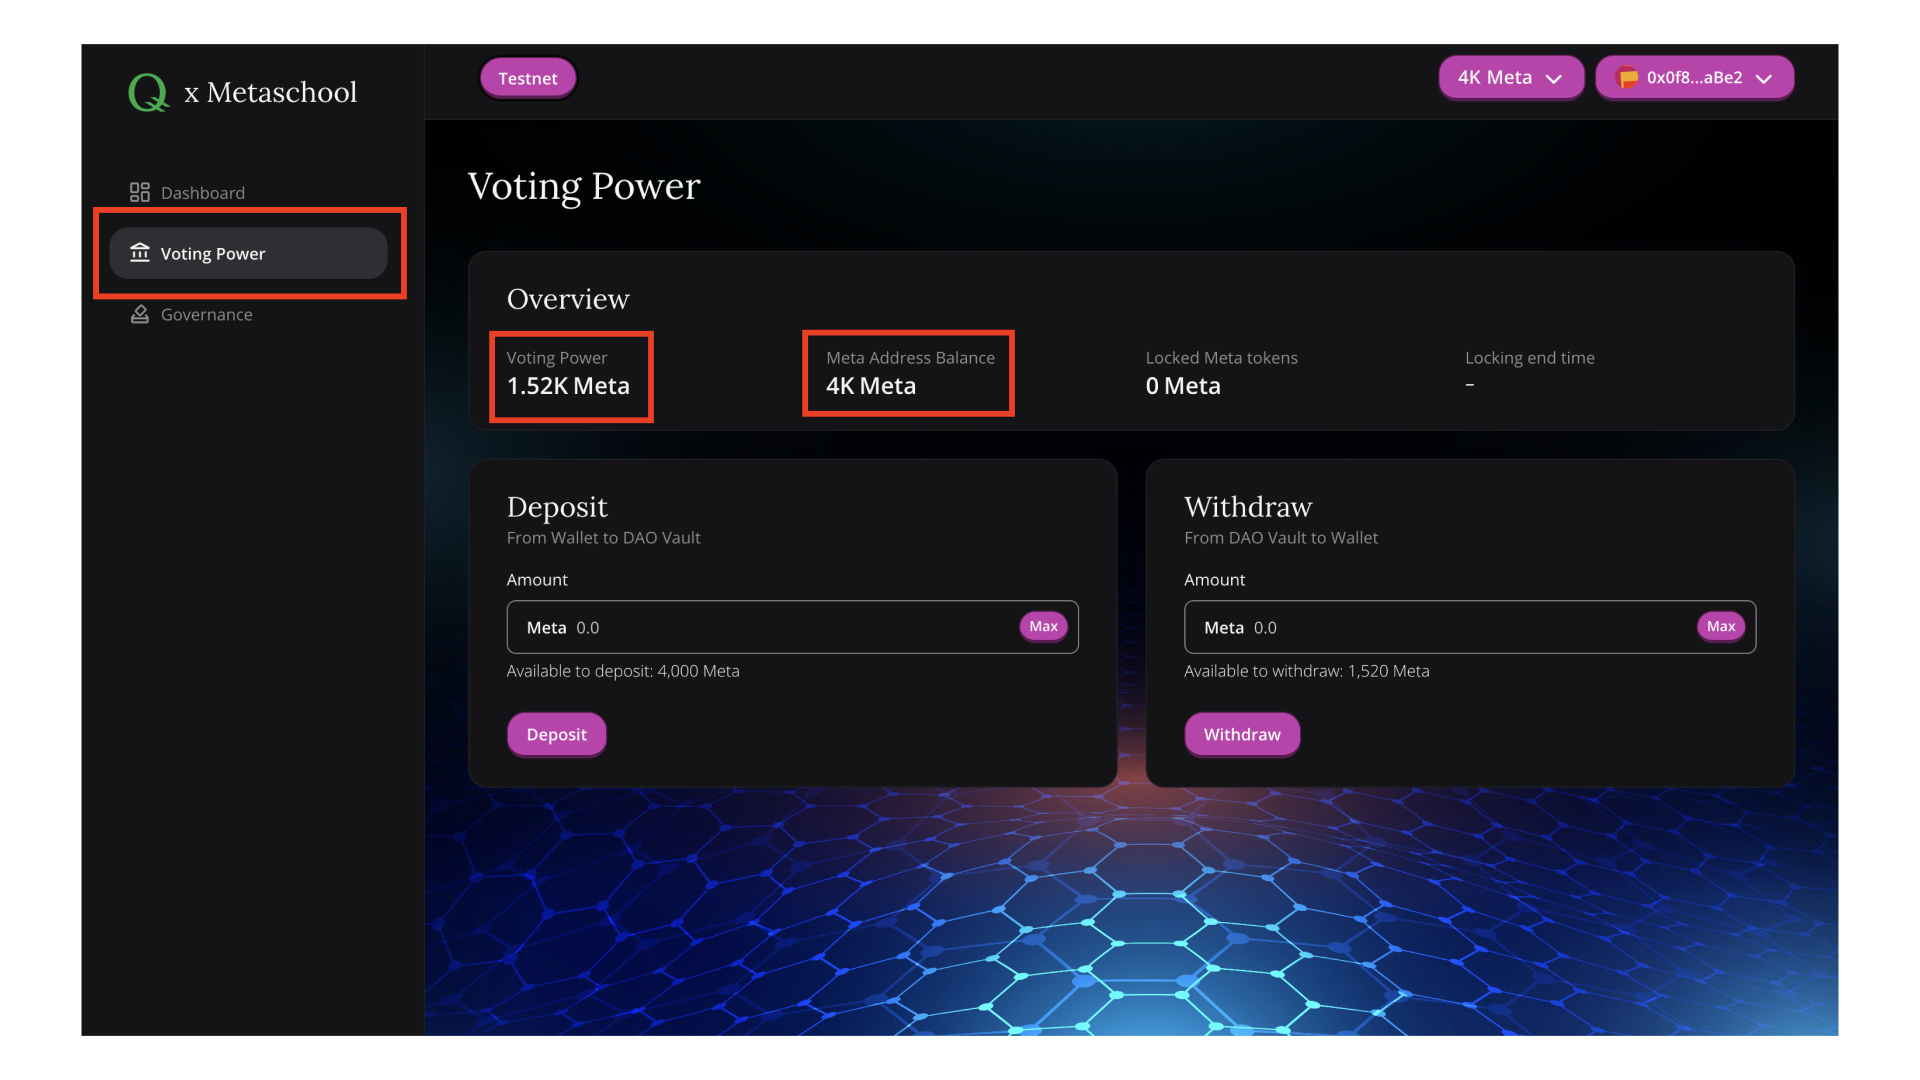 Q x Metaschool
Testnet
4K Meta
0x0f8...aBe2
Dashboard
Voting Power
Governance
Voting Power
Overview
Voting Power
1.52K Meta
Meta Address Balance
4K Meta
Locked Meta tokens
0 Meta
Locking end time
–
Deposit
From Wallet to DAO Vault
Amount
Meta 0.0
Max
Available to deposit: 4,000 Meta
Deposit
Withdraw
From DAO Vault to Wallet
Amount
Meta 0.0
Max
Available to withdraw: 1,520 Meta
Withdraw